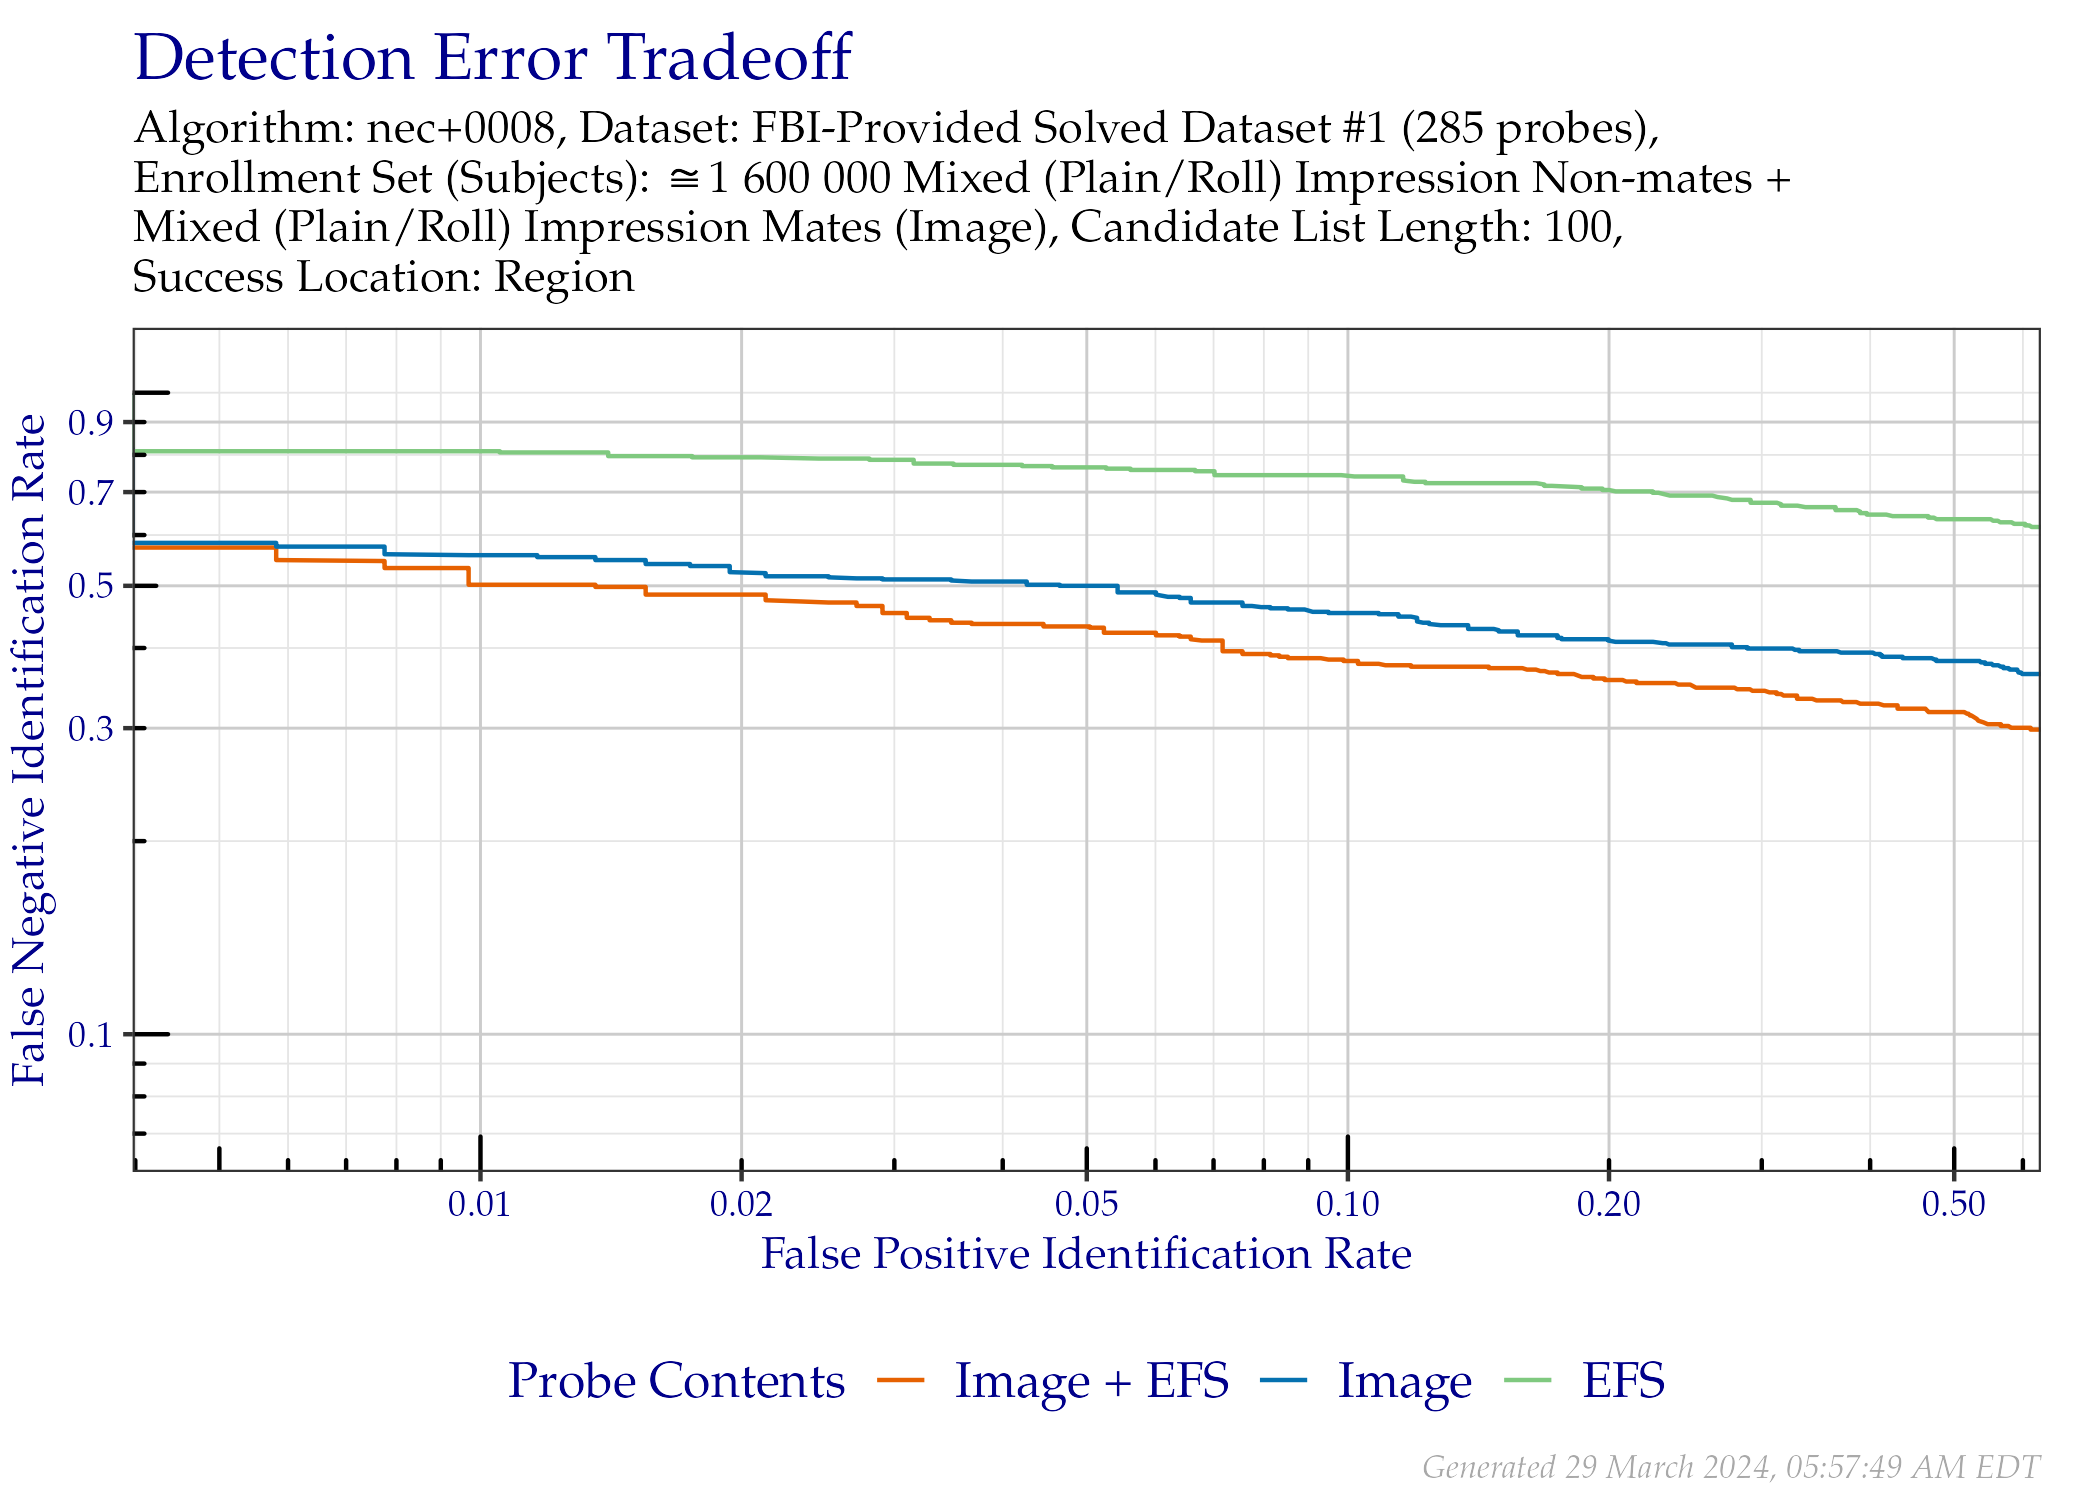 Detection Error Tradeoff
Algorithm: nec+0008, Dataset: FBI-Provided Solved Dataset #1 (285 probes),
Enrollment Set (Subjects): ≅1 600 000 Mixed (Plain/Roll) Impression Non-mates +
Mixed (Plain/Roll) Impression Mates (Image), Candidate List Length: 100,
Success Location: Region
False Negative Identification Rate
0.9
0.7
0.5
0.3
0.1
0.01 0.02 0.05 0.10 0.20 0.50
False Positive Identification Rate
Probe Contents Image + EFS Image EFS
Generated 29 March 2024, 05:57:49 AM EDT